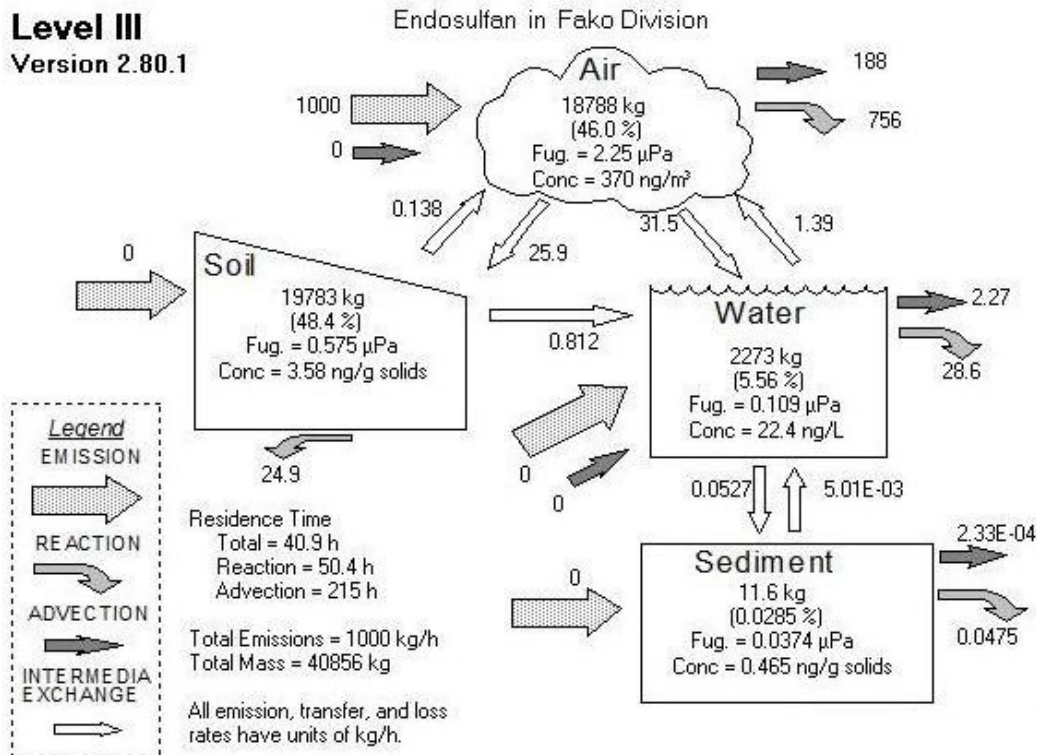 Level III
Version 2.80.1
Endosulfan in Fako Division
Air
18788 kg
(46.0 %)
Fug. = 2.25 µPa
Conc = 370 ng/m³
1000
0
188
756
0.138
25.9
31.5
1.39
0
Soil
19783 kg
(48.4 %)
Fug. = 0.575 µPa
Conc = 3.58 ng/g solids
0.812
24.9
Water
2273 kg
(5.56 %)
Fug. = 0.109 µPa
Conc = 22.4 ng/L
2.27
28.6
0
0
0.0527
5.01E-03
Sediment
11.6 kg
(0.0285 %)
Fug. = 0.0374 µPa
Conc = 0.465 ng/g solids
0
2.33E-04
0.0475
Legend
EMISSION
REACTION
ADVECTION
INTERMEDIA
EXCHANGE
Residence Time
Total = 40.9 h
Reaction = 50.4 h
Advection = 215 h
Total Emissions = 1000 kg/h
Total Mass = 40856 kg
All emission, transfer, and loss
rates have units of kg/h.